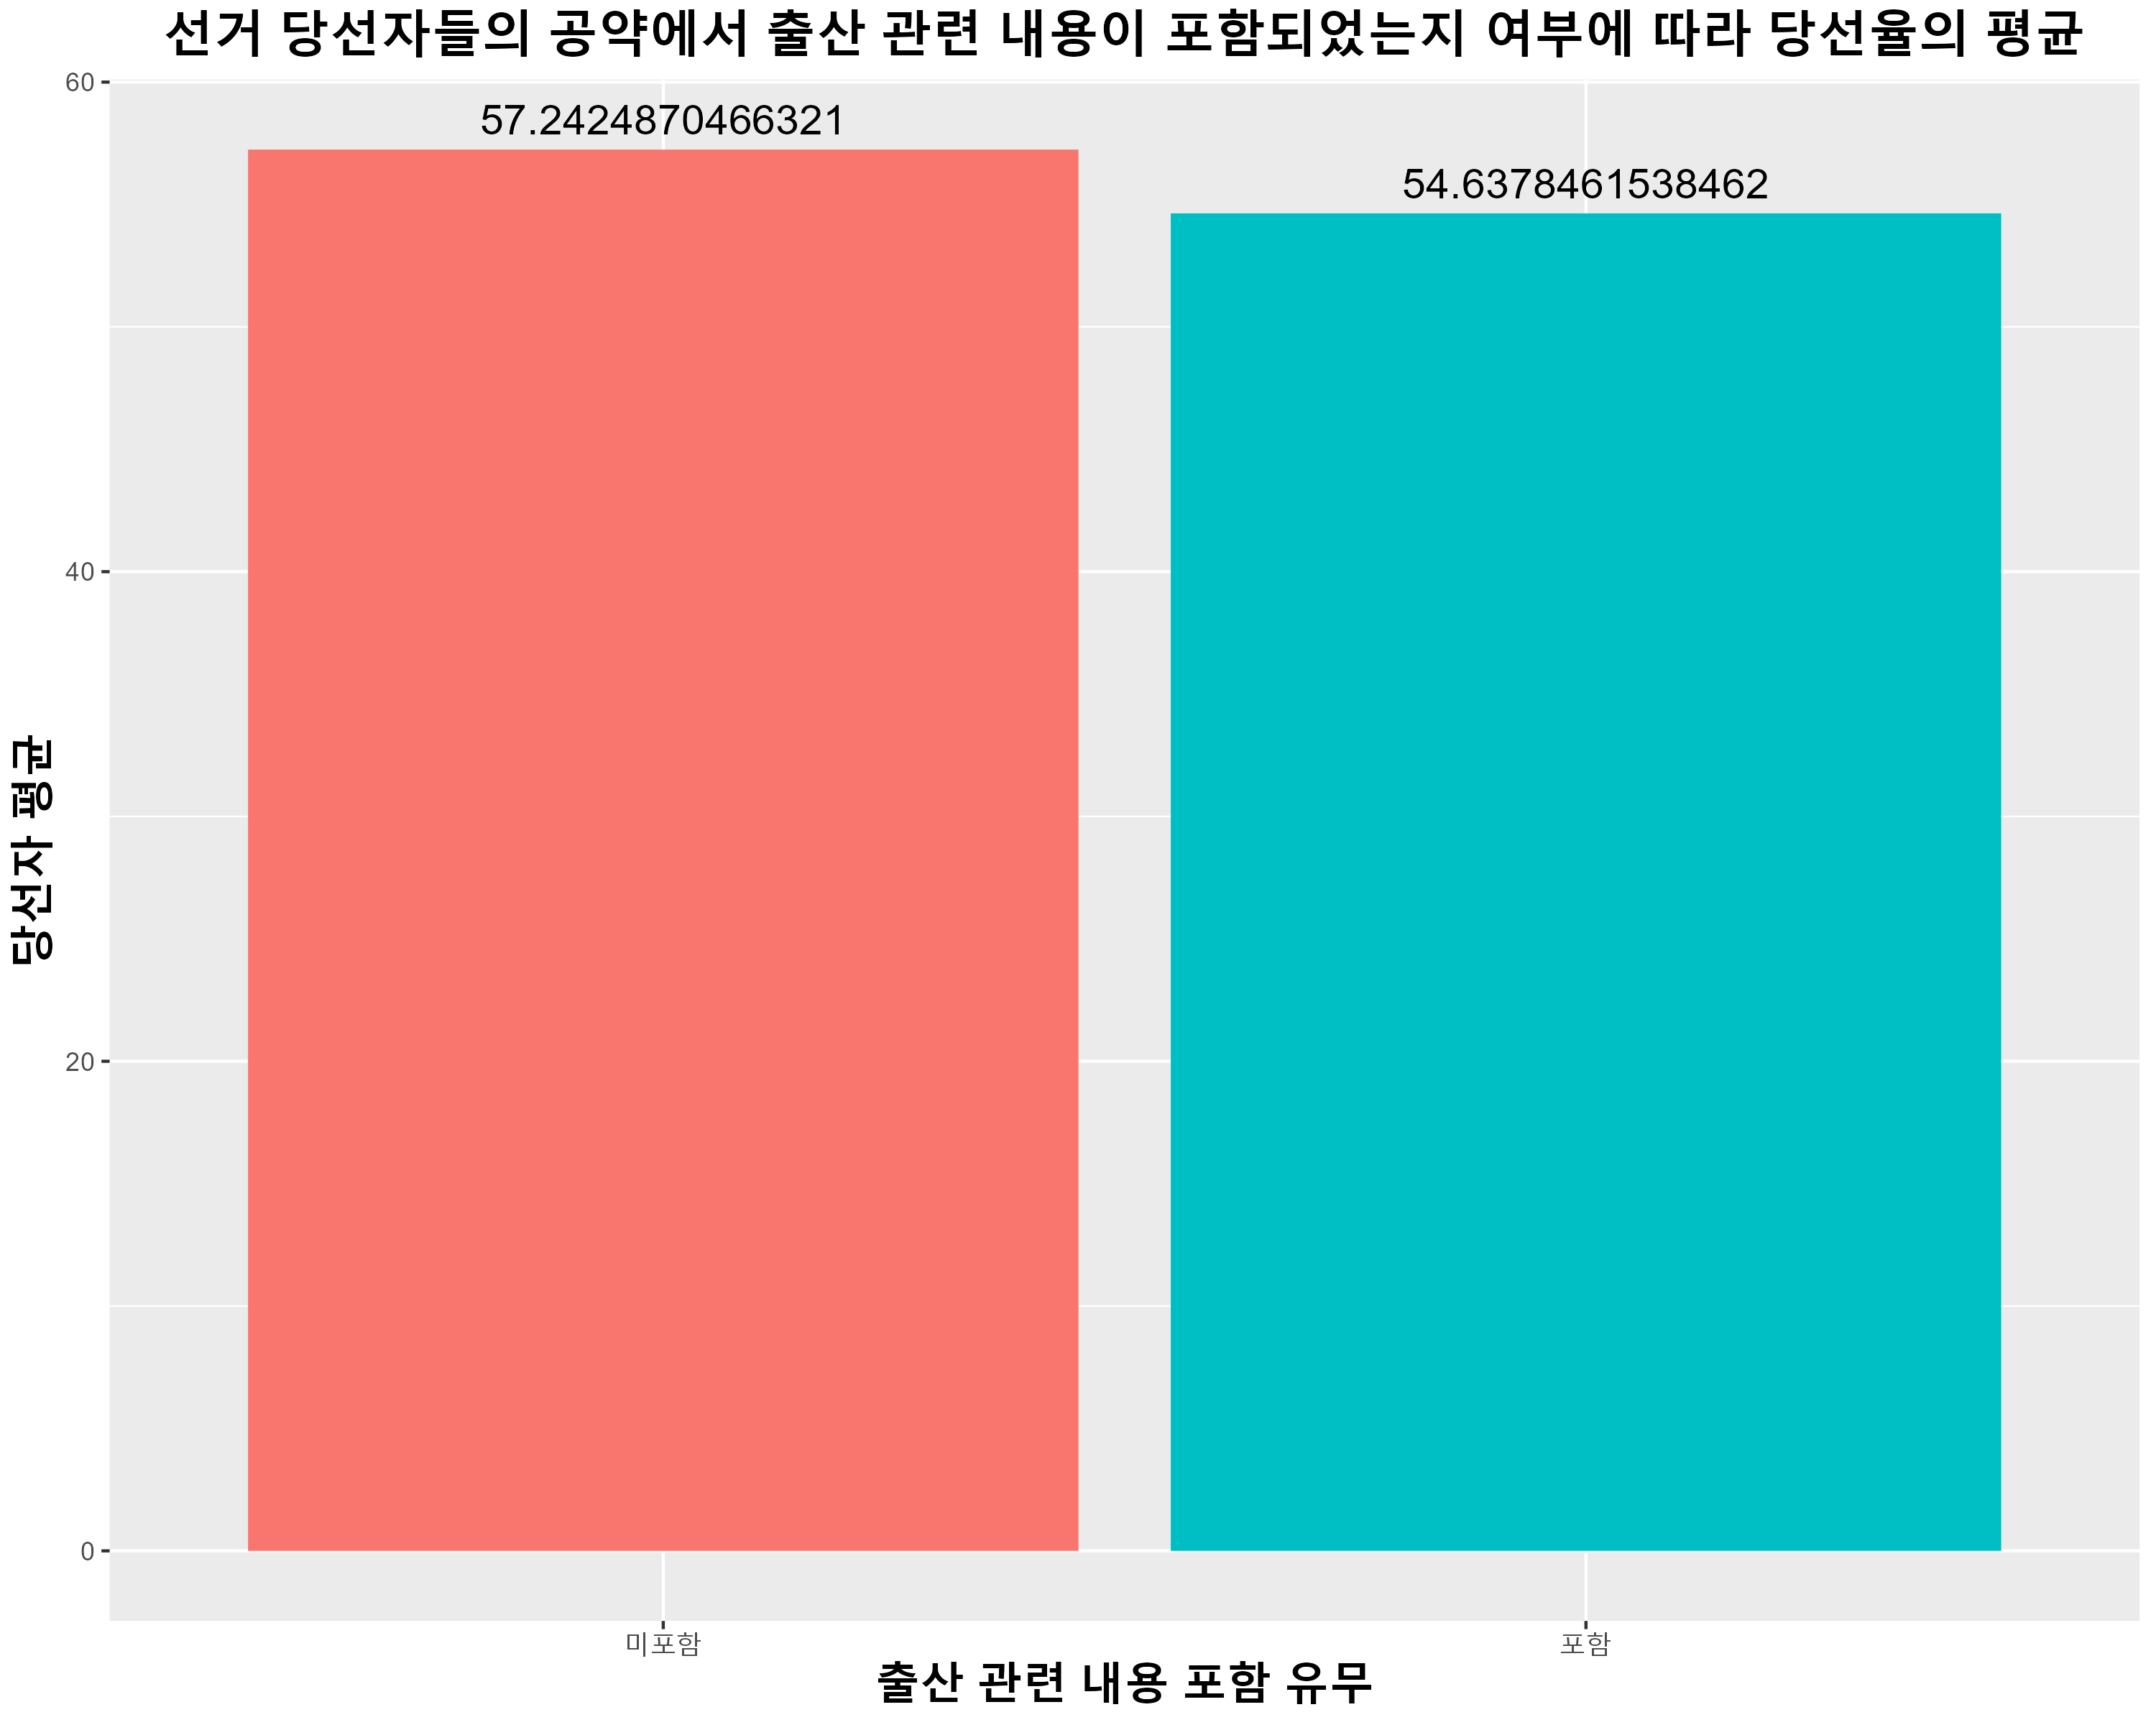 선거 당선자들의 공약에서 출산 관련 내용이 포함되었는지 여부에 따라 당선율의 평균
60
57.2424870466321
54.6378461538462
40
당선자 평균
20
0
미포함
포함
출산 관련 내용 포함 유무